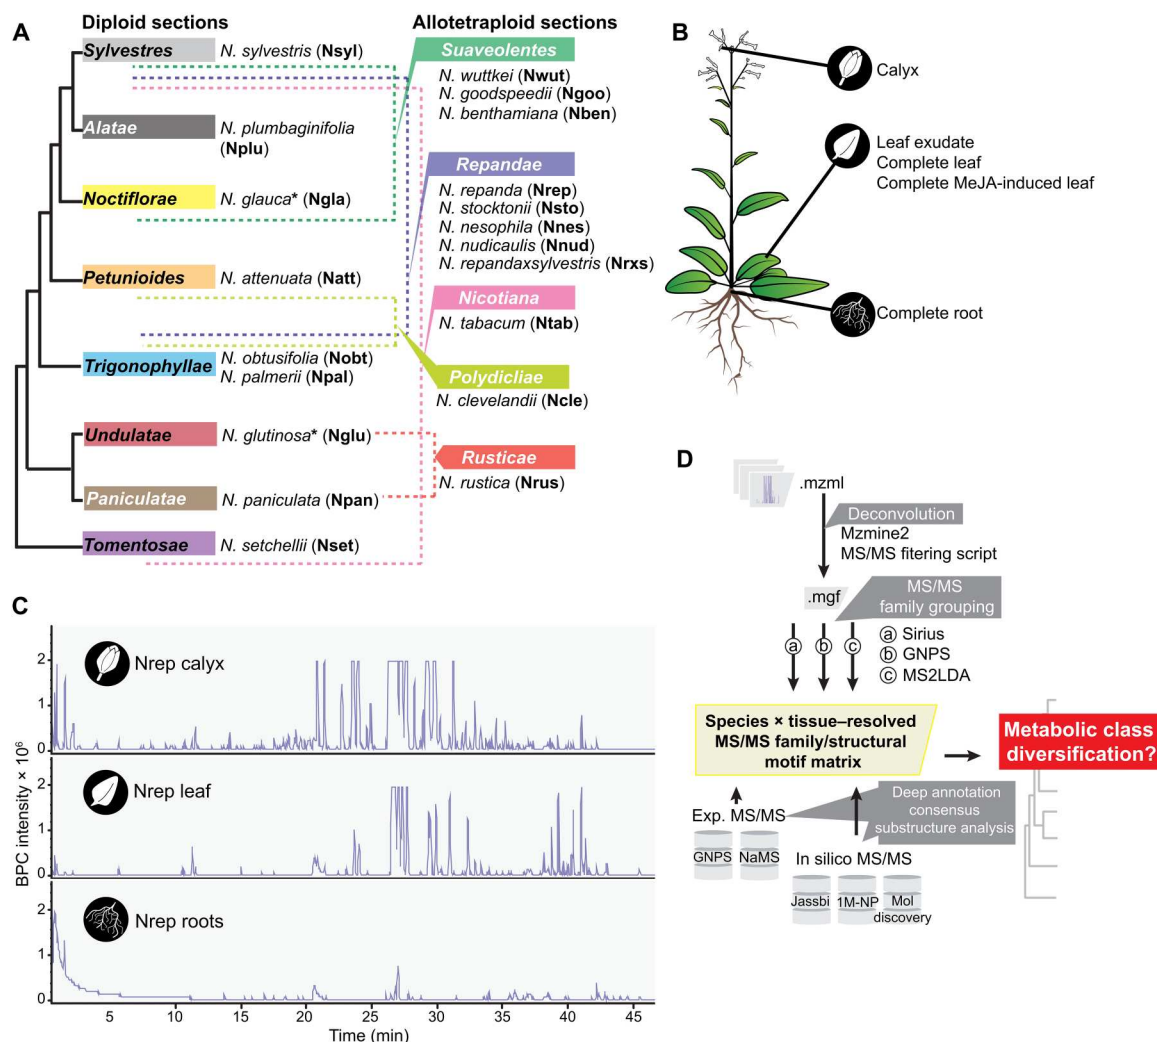 A
Diploid sections
Allotetraploid sections
Sylvestres
N. sylvestris (Nsyl)
Alatae
N. plumbaginifolia
(Nplu)
Noctiflorae
N. glauca* (Ngla)
Petunioides
N. attenuata (Natt)
Trigonophyllae
N. obtusifolia (Nobt)
N. palmerii (Npal)
Undulatae
N. glutinosa* (Nglu)
Paniculatae
N. paniculata (Npan)
Tomentosae
N. setchellii (Nset)
Suaveolentes
N. wuttkei (Nwut)
N. goodspeedii (Ngoo)
N. benthamiana (Nben)
Repandae
N. repanda (Nrep)
N. stocktonii (Nsto)
N. nesophila (Nnes)
N. nudicaulis (Nnud)
N. repandaxsylvestris (Nrxs)
Nicotiana
N. tabacum (Ntab)
Polydicliae
N. clevelandii (Ncle)
Rusticae
N. rustica (Nrus)
B
Calyx
Leaf exudate
Complete leaf
Complete MeJA-induced leaf
Complete root
C
BPC intensity × 10⁶
2
1
0
Nrep calyx
2
1
0
Nrep leaf
2
1
0
Nrep roots
5 10 15 20 25 30 35 40 45
Time (min)
D
.mzml
Deconvolution
Mzmine2
MS/MS fitering script
.mgf
MS/MS
family grouping
a b c
a Sirius
b GNPS
c MS2LDA
Species × tissue–resolved
MS/MS family/structural
motif matrix
Metabolic class
diversification?
Deep annotation
consensus
substructure analysis
Exp. MS/MS
GNPS NaMS
In silico MS/MS
Jassbi 1M-NP Mol
discovery